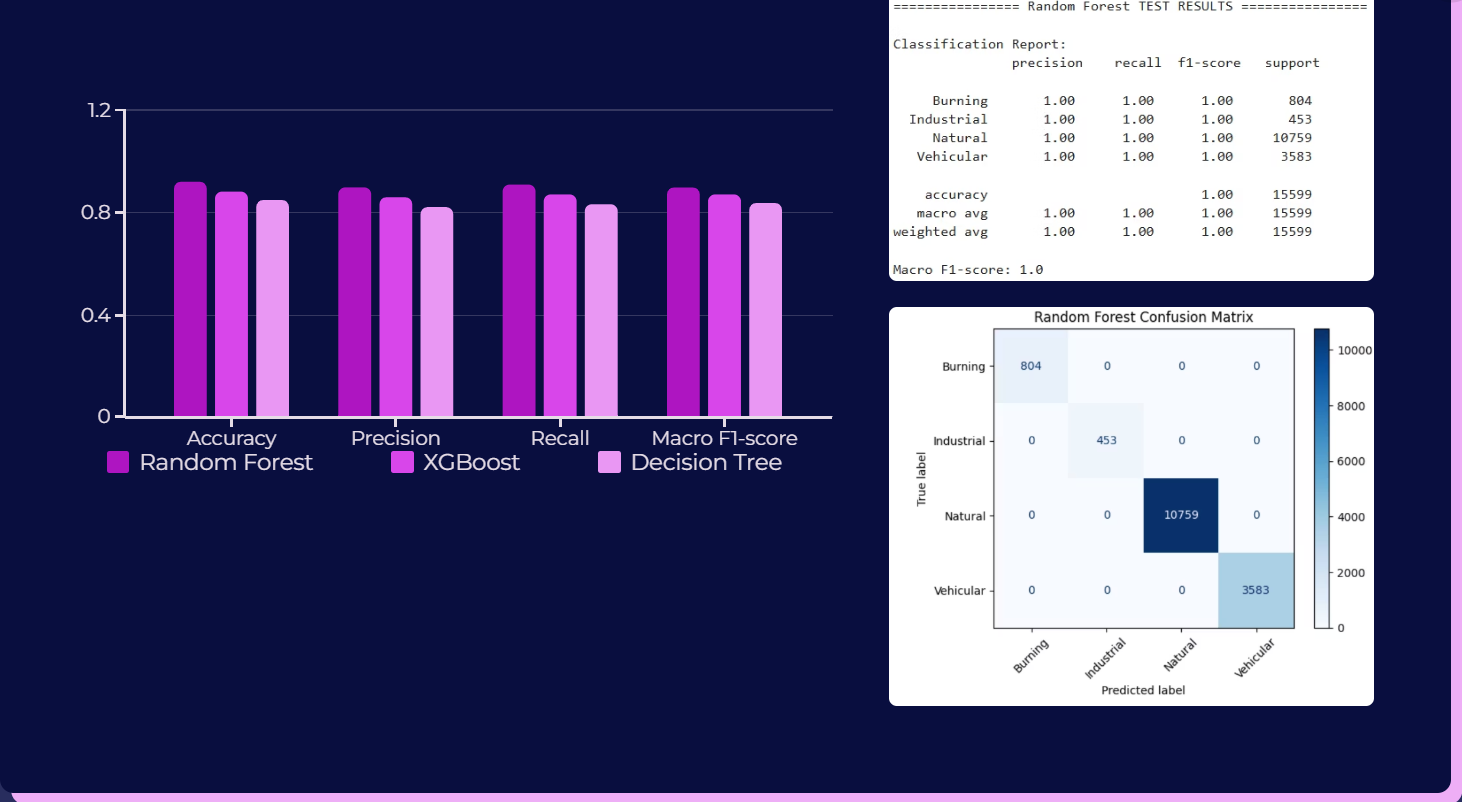 1.2
0.8
0.4
0
Accuracy Precision Recall Macro F1-score
Random Forest XGBoost Decision Tree
================ Random Forest TEST RESULTS ================
Classification Report:
precision recall f1-score support
Burning 1.00 1.00 1.00 804
Industrial 1.00 1.00 1.00 453
Natural 1.00 1.00 1.00 10759
Vehicular 1.00 1.00 1.00 3583
accuracy 1.00 15599
macro avg 1.00 1.00 1.00 15599
weighted avg 1.00 1.00 1.00 15599
Macro F1-score: 1.0
Random Forest Confusion Matrix
Burning 804 0 0 0
Industrial 0 453 0 0
Natural 0 0 10759 0
Vehicular 0 0 0 3583
True label
Burning Industrial Natural Vehicular
Predicted label
10000
8000
6000
4000
2000
0